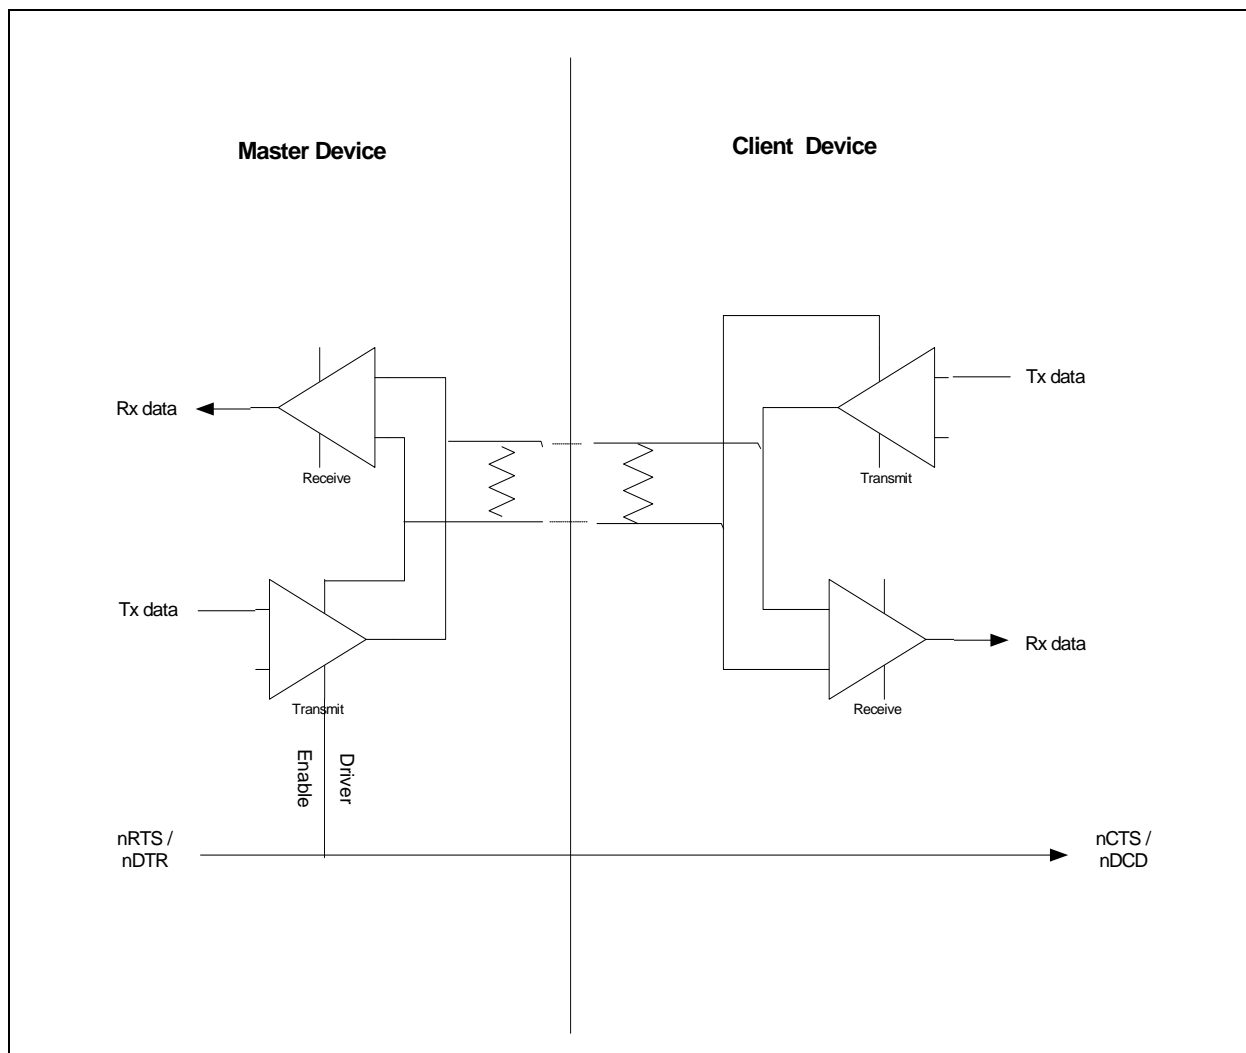 Master Device
Client Device
Rx data
Receive
Tx data
Transmit
Tx data
Transmit
Rx data
Receive
Driver
Enable
nRTS /
nDTR
nCTS /
nDCD